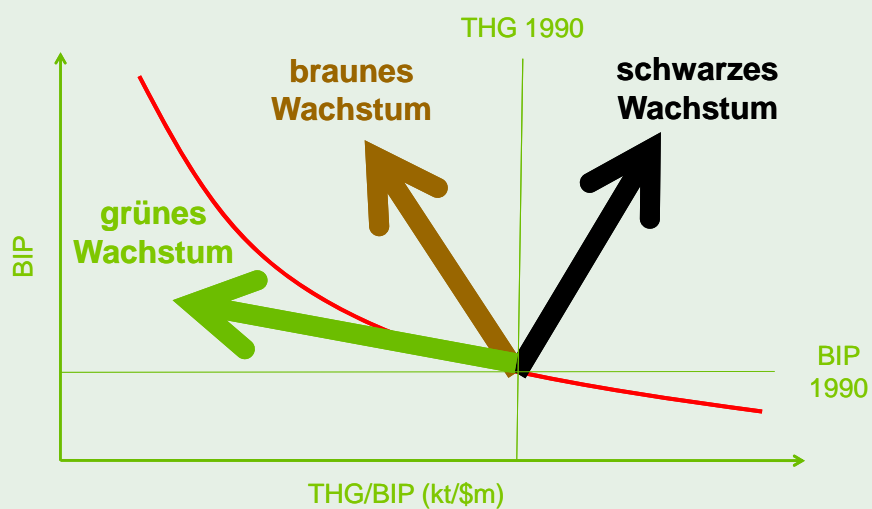 THG 1990
braunes
Wachstum
schwarzes
Wachstum
grünes
Wachstum
BIP
BIP
1990
THG/BIP (kt/$m)